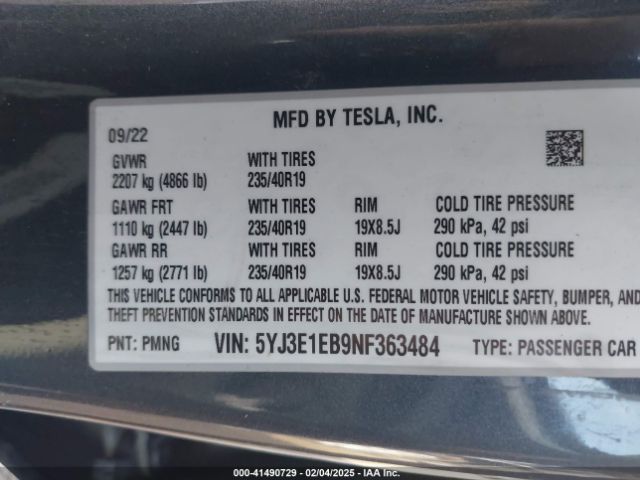 MFD BY TESLA, INC.
09/22
GVWR WITH TIRES
2207 kg (4866 lb) 235/40R19
GAWR FRT WITH TIRES RIM COLD TIRE PRESSURE
1110 kg (2447 lb) 235/40R19 19X8.5J 290 kPa, 42 psi
GAWR RR WITH TIRES RIM COLD TIRE PRESSURE
1257 kg (2771 lb) 235/40R19 19X8.5J 290 kPa, 42 psi
THIS VEHICLE CONFORMS TO ALL APPLICABLE U.S. FEDERAL MOTOR VEHICLE SAFETY, BUMPER, AND
THEFT PREVENTION STANDARDS IN EFFECT ON THE DATE OF MANUFACTURE SHOWN ABOVE.
PNT: PMNG VIN: 5YJ3E1EB9NF363484 TYPE: PASSENGER CAR
000-41490729 - 02/04/2025 - IAA Inc.